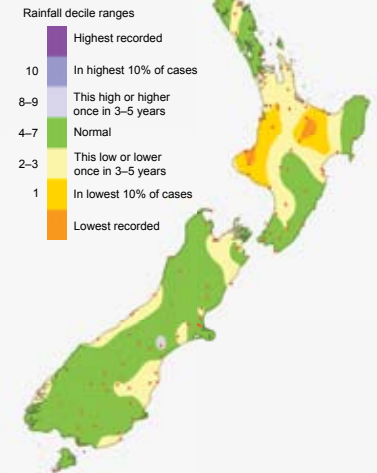 Rainfall decile ranges
Highest recorded
10 In highest 10% of cases
8–9 This high or higher
once in 3–5 years
4–7 Normal
2–3 This low or lower
once in 3–5 years
1 In lowest 10% of cases
Lowest recorded